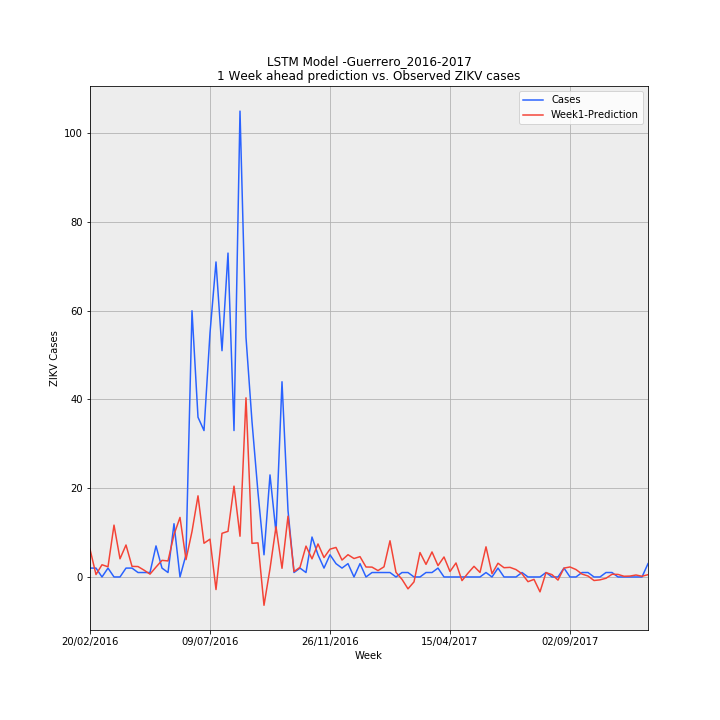 LSTM Model -Guerrero_2016-2017
1 Week ahead prediction vs. Observed ZIKV cases
Cases
Week1-Prediction
100
80
60
40
20
0
ZIKV Cases
20/02/2016
09/07/2016
26/11/2016
15/04/2017
02/09/2017
Week